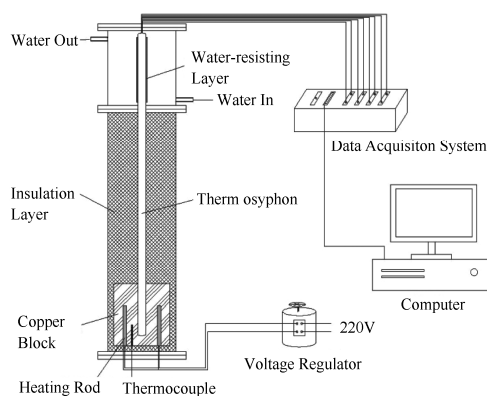 Water Out
Water-resisting
Layer
Water In
Data Acquisiton System
Insulation
Layer
Therm osyphon
Computer
Copper
Block
220V
Voltage Regulator
Heating Rod
Thermocouple